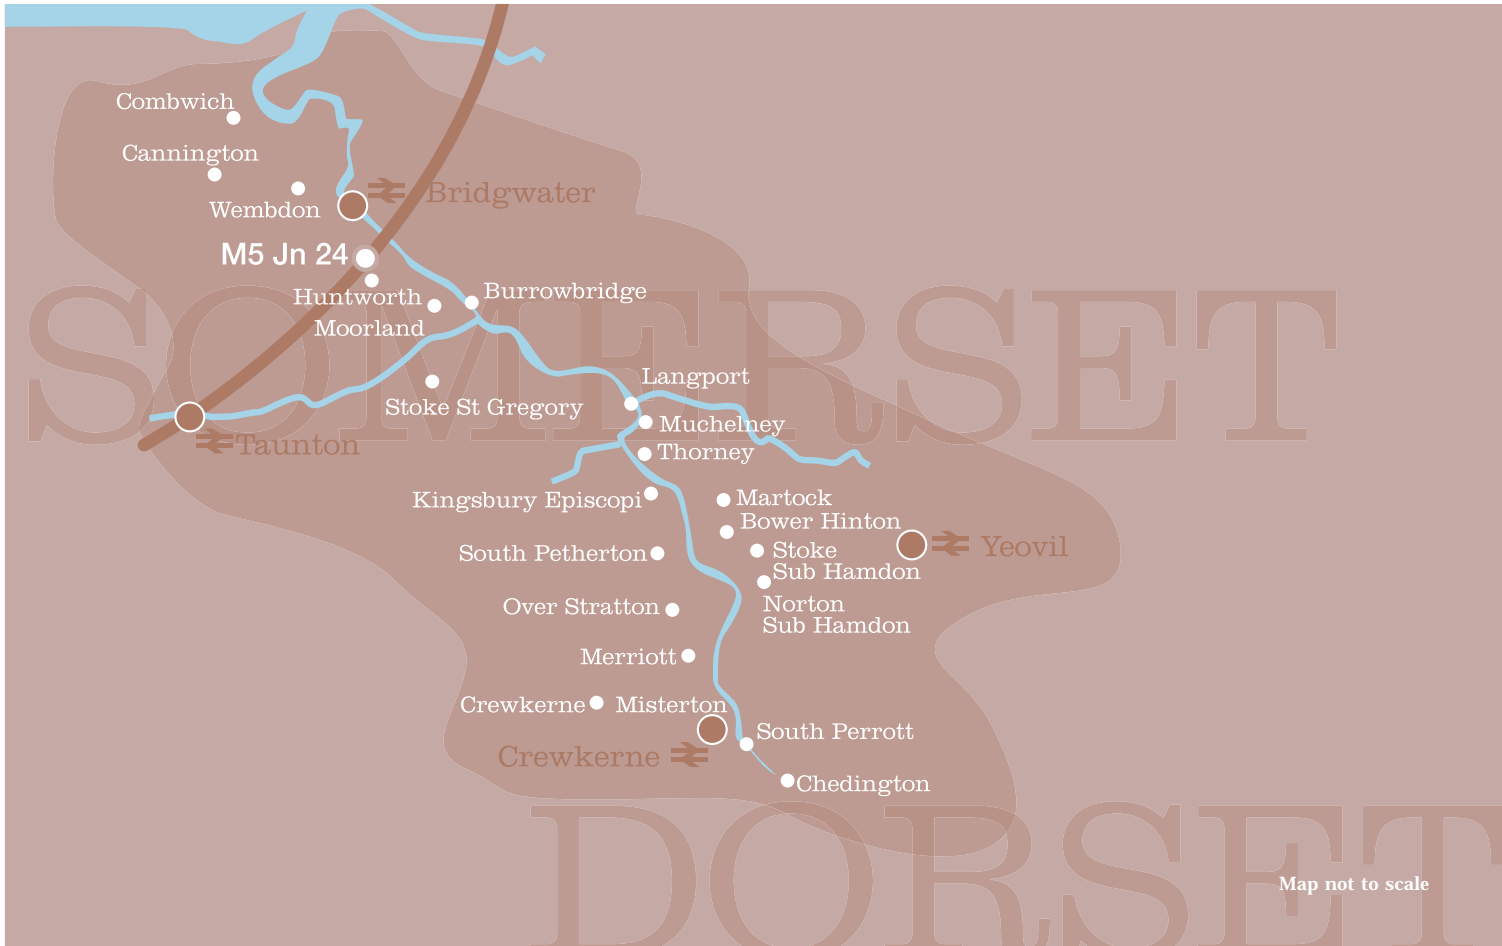 Combwich
Cannington
Bridgwater
Wembdon
M5 Jn 24
Huntworth
Burrowbridge
Moorland
SOMERSET
Langport
Stoke St Gregory
Muchelney
Taunton
Thorney
Kingsbury Episcopi
Martock
Bower Hinton
South Petherton
Stoke
Sub Hamdon
Yeovil
Over Stratton
Norton
Sub Hamdon
Merriott
Crewkerne
Misterton
South Perrott
Crewkerne
Chedington
DORSET
Map not to scale